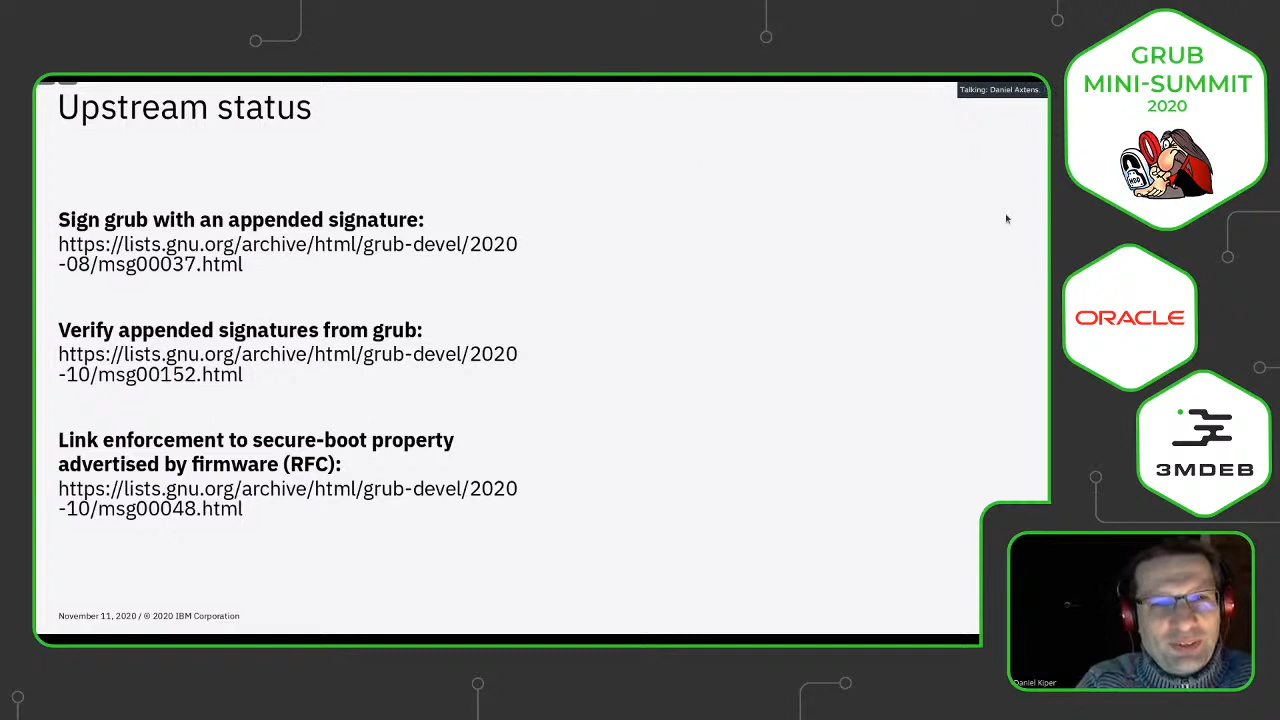 Upstream status
Talking: Daniel Axtens
Sign grub with an appended signature:
https://lists.gnu.org/archive/html/grub-devel/2020
-08/msg00037.html
Verify appended signatures from grub:
https://lists.gnu.org/archive/html/grub-devel/2020
-10/msg00152.html
Link enforcement to secure-boot property
advertised by firmware (RFC):
https://lists.gnu.org/archive/html/grub-devel/2020
-10/msg00048.html
November 11, 2020 / © 2020 IBM Corporation
GRUB
MINI-SUMMIT
2020
ORACLE
3MDEB
Daniel Kiper